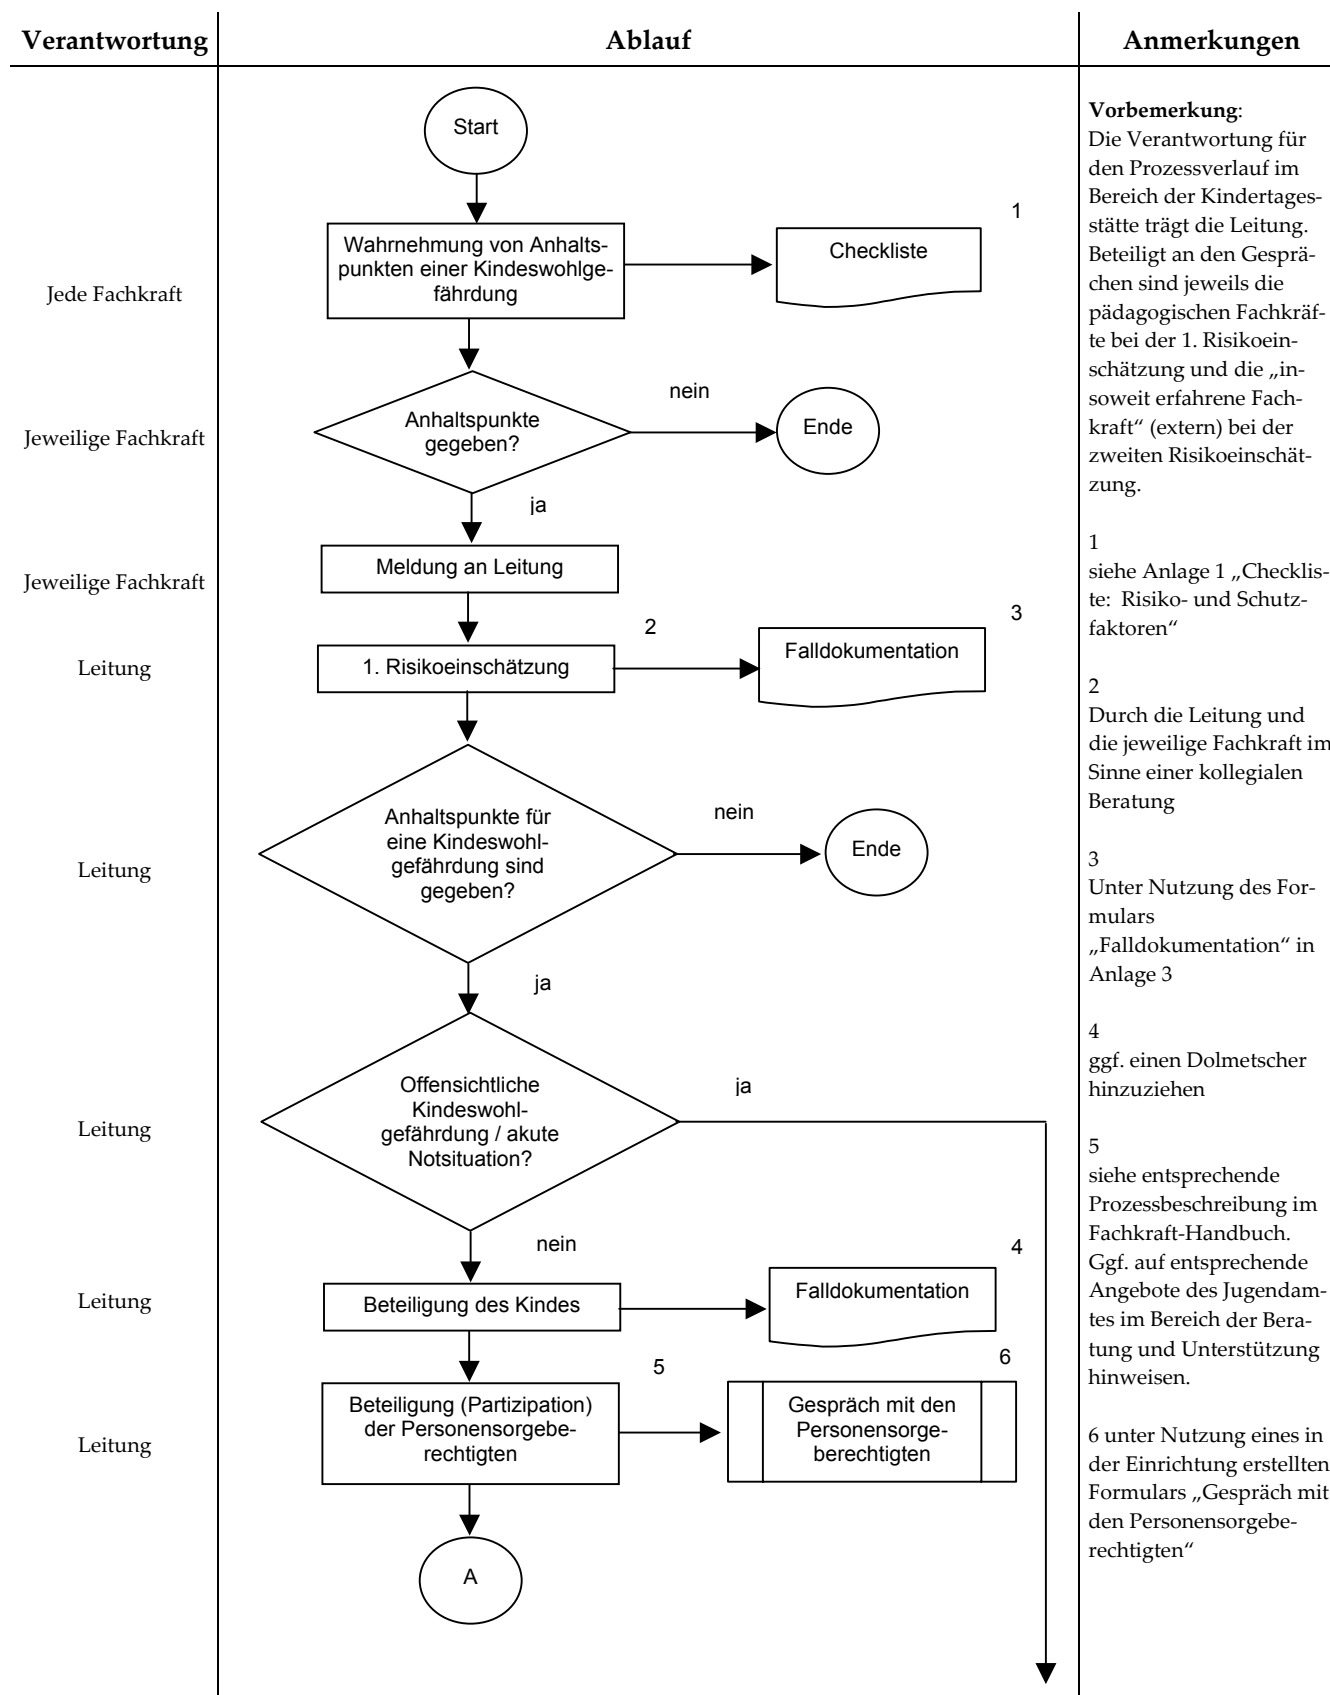 Verantwortung
Ablauf
Anmerkungen
Start
Wahrnehmung von Anhalts-
punkten einer Kindeswohlge-
fährdung
1
Checkliste
Jede Fachkraft
Anhaltspunkte
gegeben?
nein
Ende
Jeweilige Fachkraft
ja
Meldung an Leitung
Jeweilige Fachkraft
2
3
1. Risikoeinschätzung
Falldokumentation
Leitung
Anhaltspunkte für
eine Kindeswohl-
gefährdung sind
gegeben?
nein
Ende
Leitung
ja
Offensichtliche
Kindeswohl-
gefährdung / akute
Notsituation?
ja
Leitung
nein
4
Beteiligung des Kindes
Falldokumentation
Leitung
5
6
Beteiligung (Partizipation)
der Personensorgebe-
rechtigten
Gespräch mit den
Personensorge-
berechtigten
Leitung
A
Vorbemerkung:
Die Verantwortung für
den Prozessverlauf im
Bereich der Kindertages-
stätte trägt die Leitung.
Beteiligt an den Gesprä-
chen sind jeweils die
pädagogischen Fachkräf-
te bei der 1. Risikoein-
schätzung und die „in-
soweit erfahrene Fach-
kraft“ (extern) bei der
zweiten Risikoeinschät-
zung.
1
siehe Anlage 1 „Checklis-
te: Risiko- und Schutz-
faktoren“
2
Durch die Leitung und
die jeweilige Fachkraft im
Sinne einer kollegialen
Beratung
3
Unter Nutzung des For-
mulars
„Falldokumentation“ in
Anlage 3
4
ggf. einen Dolmetscher
hinzuziehen
5
siehe entsprechende
Prozessbeschreibung im
Fachkraft-Handbuch.
Ggf. auf entsprechende
Angebote des Jugendam-
tes im Bereich der Bera-
tung und Unterstützung
hinweisen.
6 unter Nutzung eines in
der Einrichtung erstellten
Formulars „Gespräch mit
den Personensorgebe-
rechtigten“